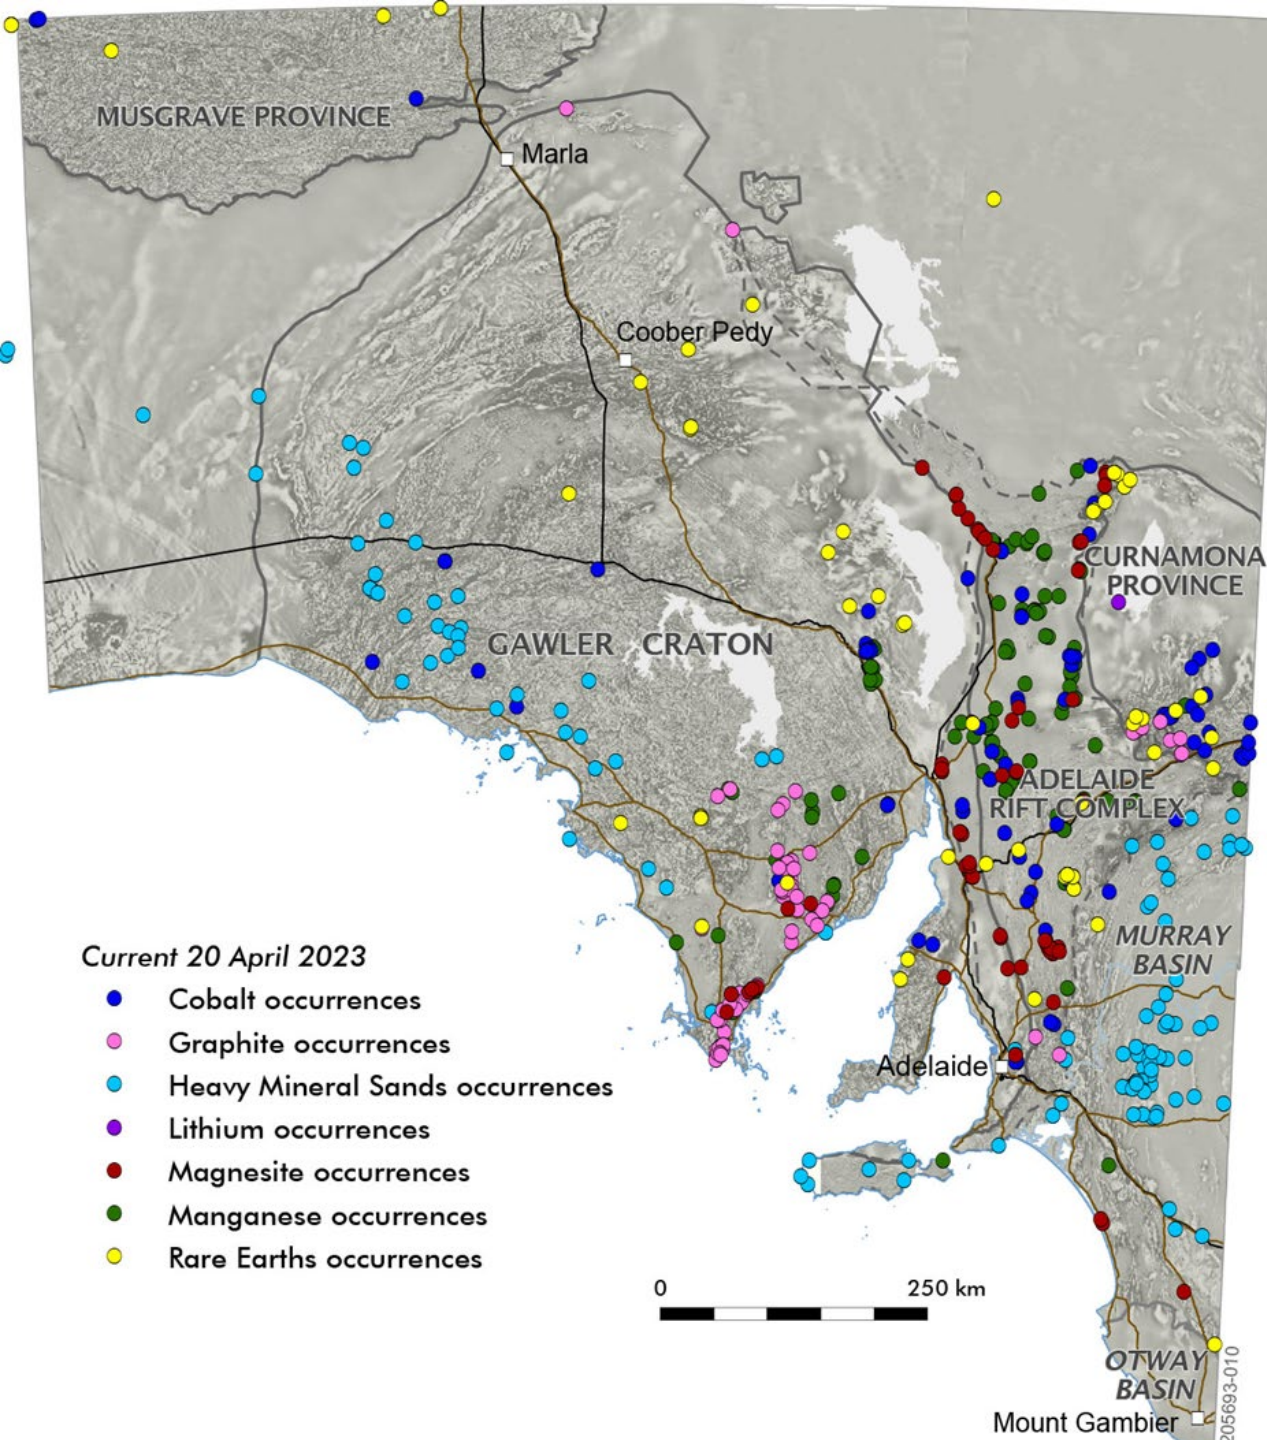 MUSGRAVE PROVINCE
Marla
Coober Pedy
CURNAMONA
PROVINCE
GAWLER CRATON
ADELAIDE
RIFT COMPLEX
MURRAY
BASIN
Current 20 April 2023
Cobalt occurrences
Graphite occurrences
Heavy Mineral Sands occurrences
Lithium occurrences
Magnesite occurrences
Manganese occurrences
Rare Earths occurrences
Adelaide
0 250 km
OTWAY
BASIN
Mount Gambier
205693-010